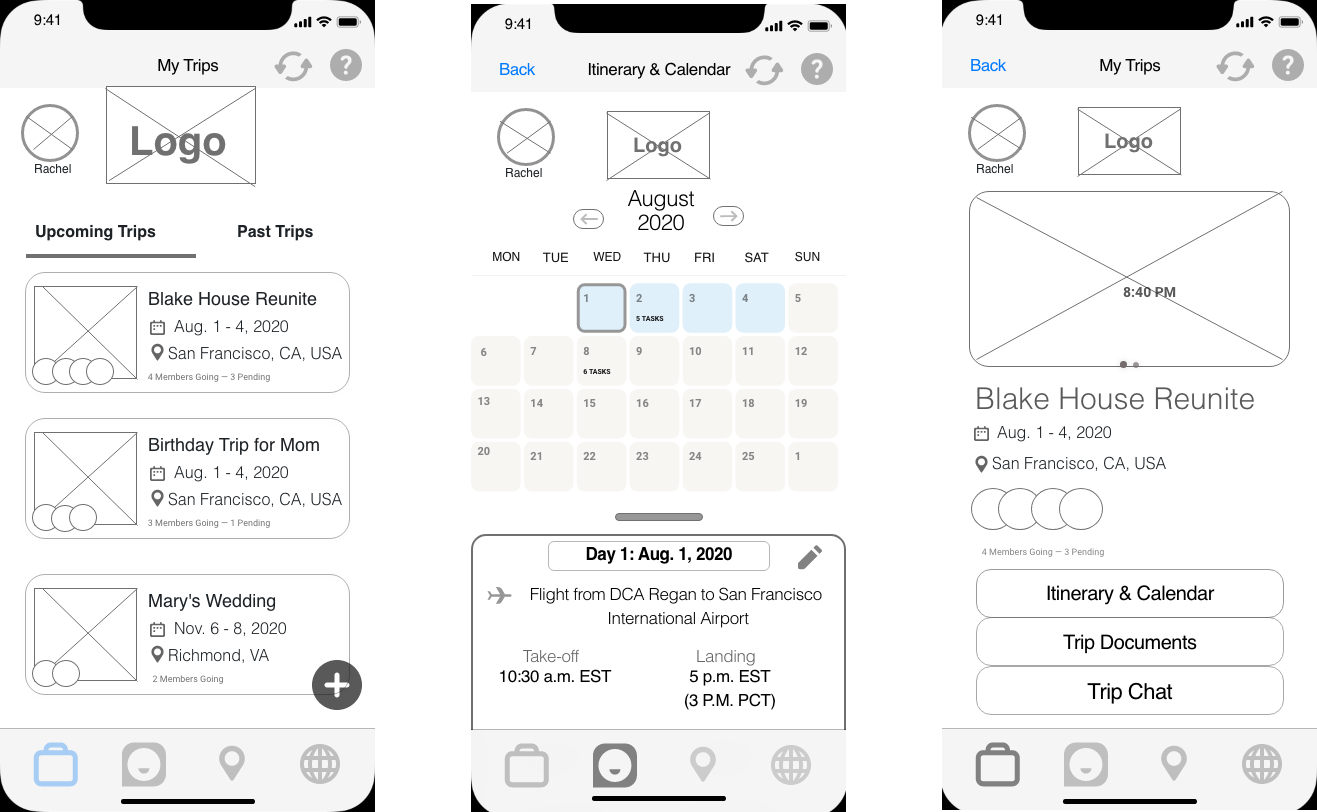 9:41
My Trips
?
Rachel
Logo
Upcoming Trips
Past Trips
Blake House Reunite
Aug. 1 - 4, 2020
San Francisco, CA, USA
4 Members Going — 3 Pending
Birthday Trip for Mom
Aug. 1 - 4, 2020
San Francisco, CA, USA
3 Members Going — 1 Pending
Mary's Wedding
Nov. 6 - 8, 2020
Richmond, VA
2 Members Going
9:41
Back
Itinerary & Calendar
?
Rachel
Logo
August
2020
MON TUE WED THU FRI SAT SUN
1 2 3 4 5
5 TASKS
6 7 8 9 10 11 12
6 TASKS
13 14 15 16 17 18 19
20 21 22 23 24 25 1
Day 1: Aug. 1, 2020
Flight from DCA Regan to San Francisco
International Airport
Take-off
10:30 a.m. EST
Landing
5 p.m. EST
(3 P.M. PCT)
9:41
Back
My Trips
?
Rachel
Logo
8:40 PM
Blake House Reunite
Aug. 1 - 4, 2020
San Francisco, CA, USA
4 Members Going — 3 Pending
Itinerary & Calendar
Trip Documents
Trip Chat